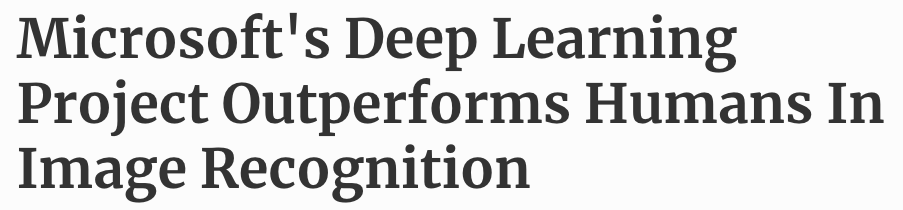 Microsoft's Deep Learning
Project Outperforms Humans In
Image Recognition